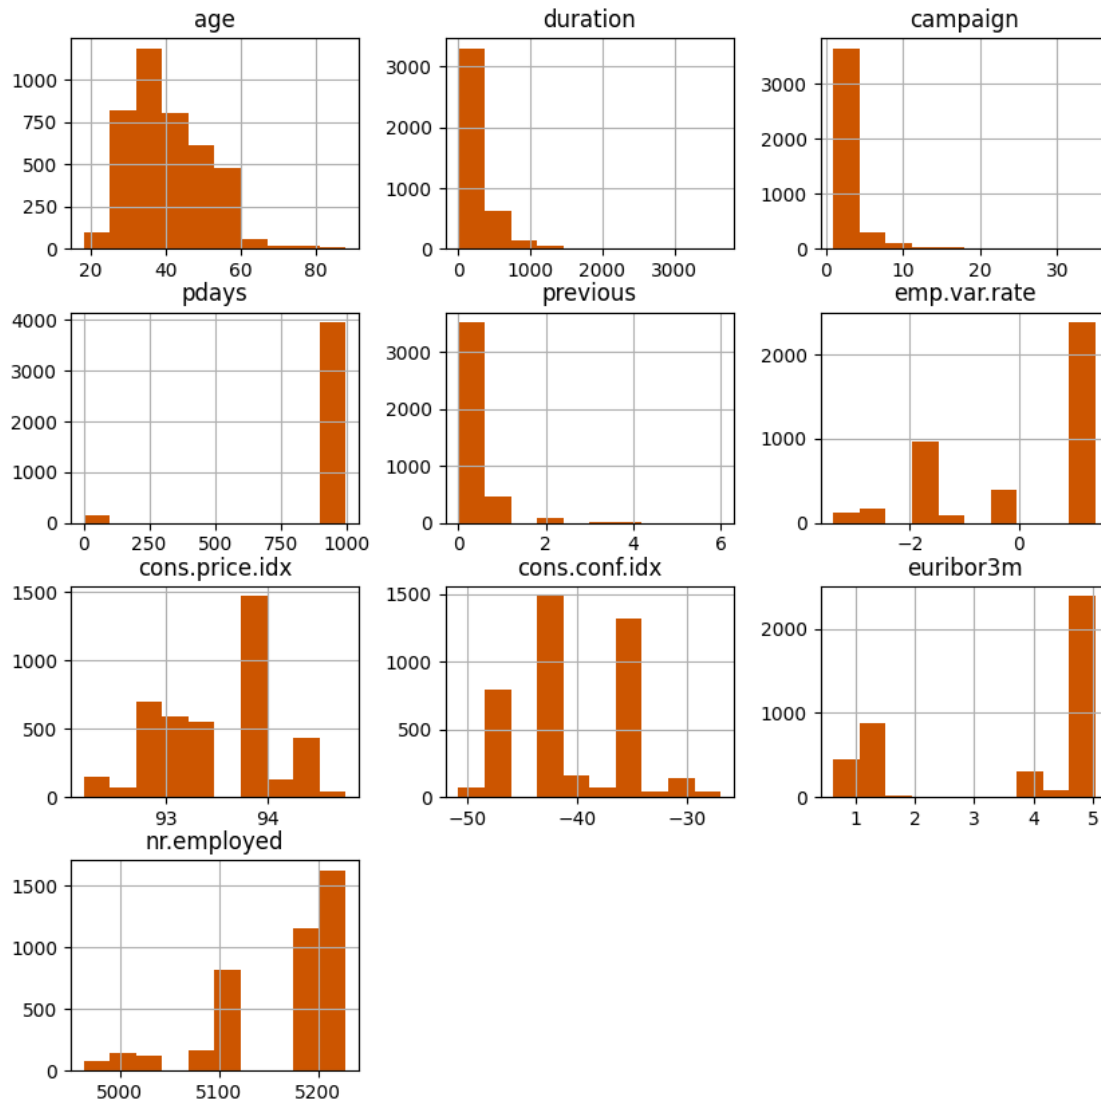 age
1000
750
500
250
0
20 40 60 80
duration
3000
2000
1000
0
0 1000 2000 3000
campaign
3000
2000
1000
0
0 10 20 30
pdays
4000
3000
2000
1000
0
0 250 500 750 1000
previous
3000
2000
1000
0
0 2 4 6
emp.var.rate
2000
1000
0
−2 0
cons.price.idx
1500
1000
500
0
93 94
cons.conf.idx
1500
1000
500
0
−50 −40 −30
euribor3m
2000
1000
0
1 2 3 4 5
nr.employed
1500
1000
500
0
5000 5100 5200